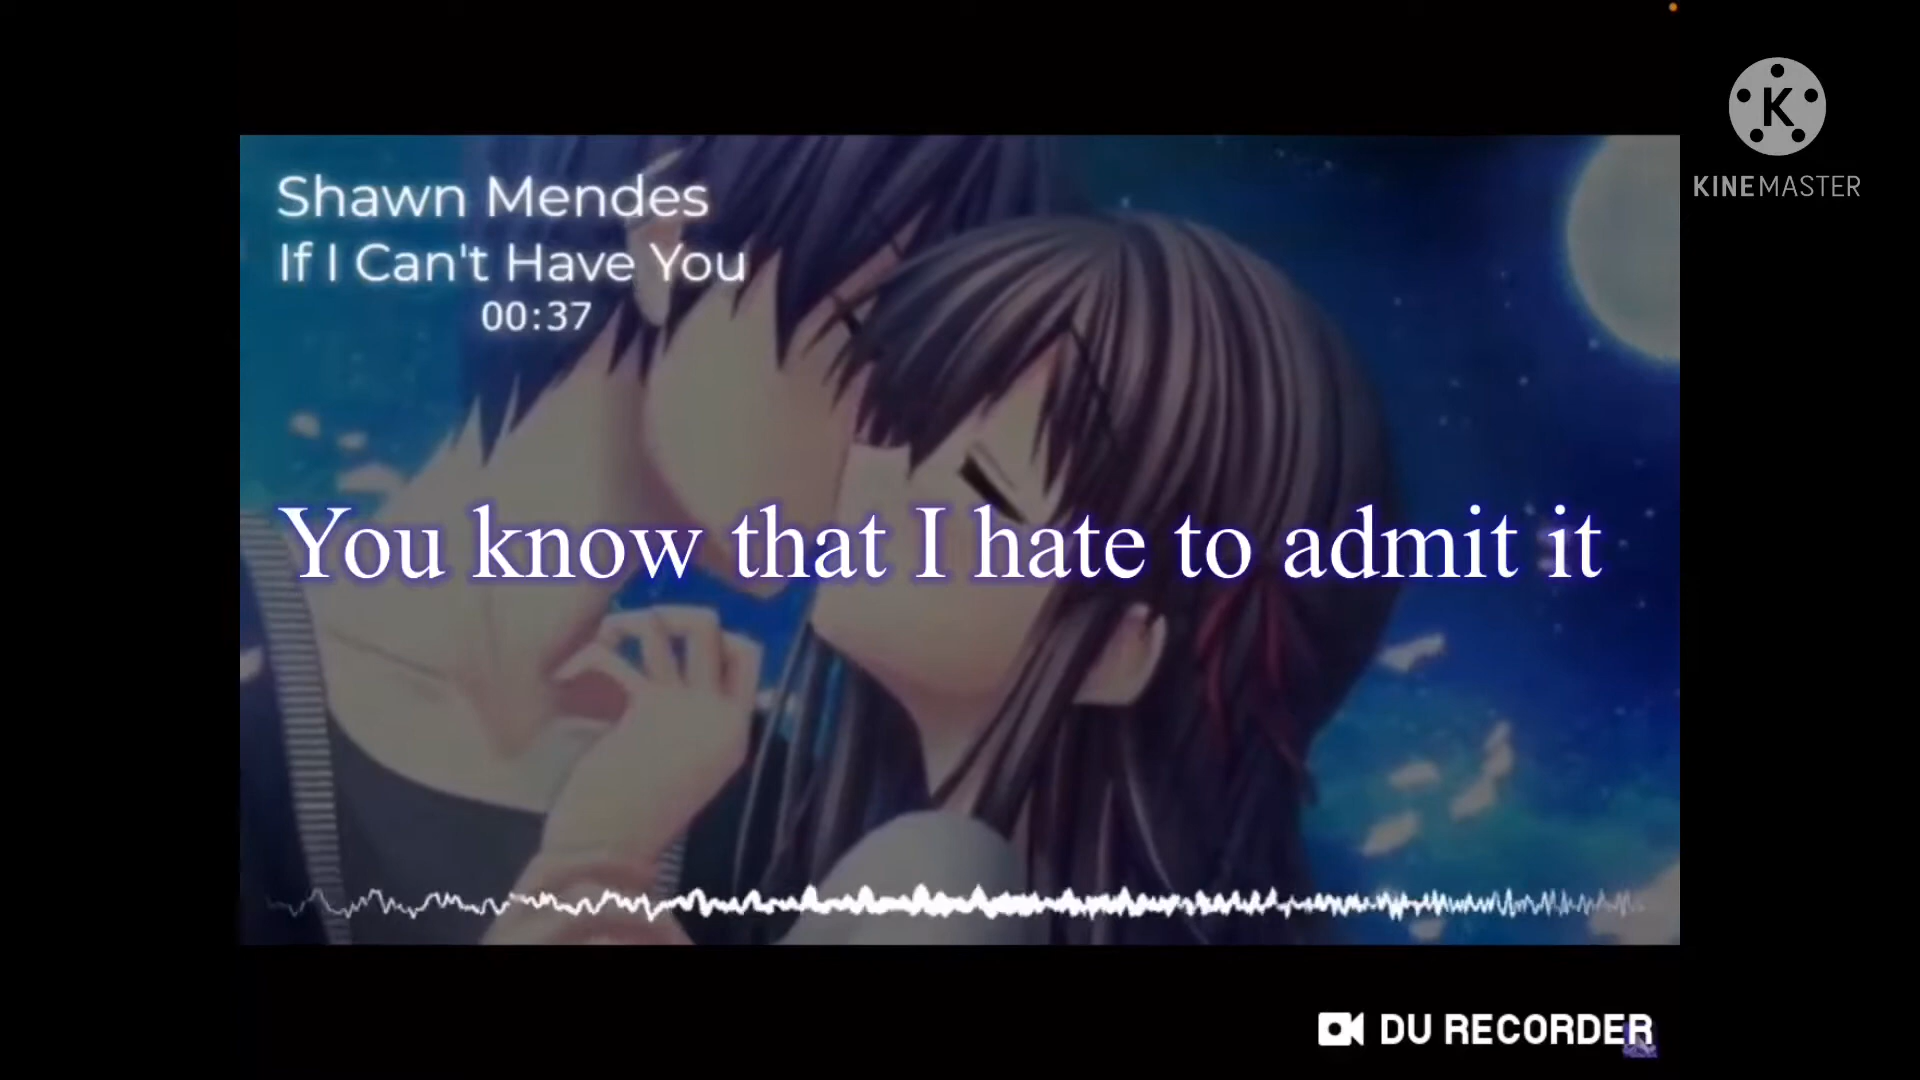 Shawn Mendes
If I Can't Have You
00:37
K
KINEMASTER
You know that I hate to admit it
DU RECORDER